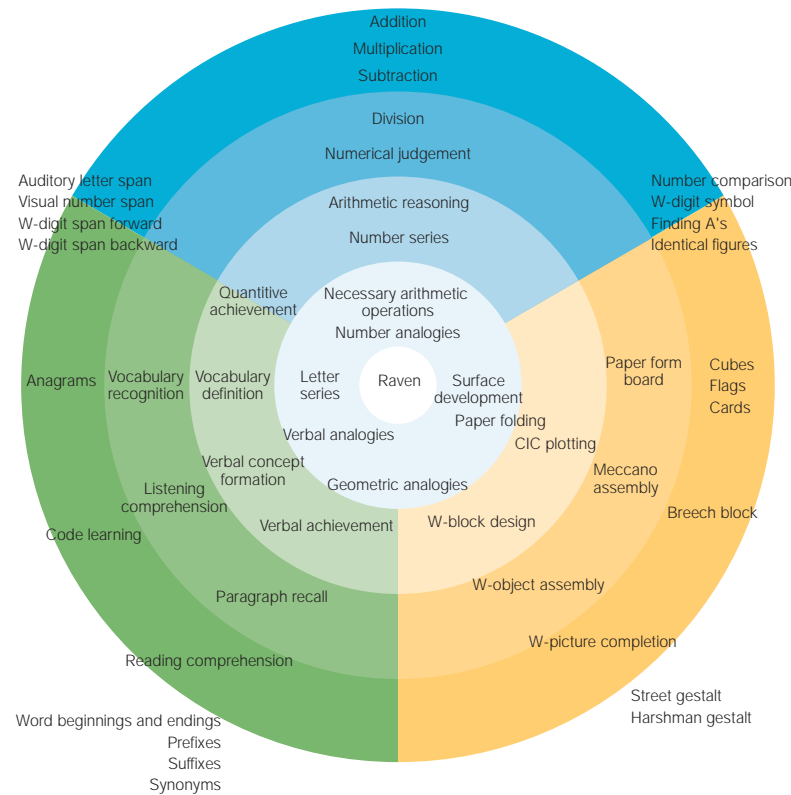 Addition
Multiplication
Subtraction
Division
Numerical judgement
Auditory letter span
Visual number span
W-digit span forward
W-digit span backward
Number comparison
W-digit symbol
Finding A's
Identical figures
Arithmetic reasoning
Number series
Quantitive
achievement
Necessary arithmetic
operations
Number analogies
Anagrams
Vocabulary
recognition
Vocabulary
definition
Letter
series
Raven
Surface
development
Paper folding
CIC plotting
Paper form
board
Cubes
Flags
Cards
Verbal analogies
Verbal concept
formation
Geometric analogies
Meccano
assembly
Listening
comprehension
Code learning
Verbal achievement
W-block design
Breech block
Paragraph recall
W-object assembly
Reading comprehension
W-picture completion
Street gestalt
Harshman gestalt
Word beginnings and endings
Prefixes
Suffixes
Synonyms